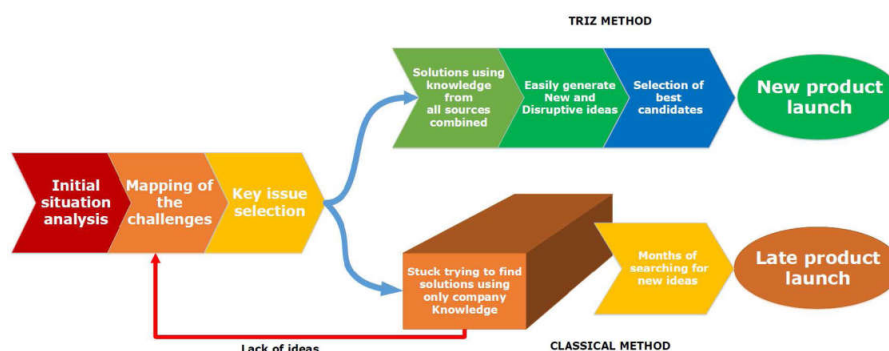 TRIZ METHOD
Solutions using
knowledge
from
all sources
combined
Easily generate
New and
Disruptive ideas
Selection of
best
candidates
New product
launch
Initial
situation
analysis
Mapping of
the
challenges
Key issue
selection
Stuck trying to find
solutions using
only company
Knowledge
Months of
searching for
new ideas
Late product
launch
Lack of ideas
CLASSICAL METHOD